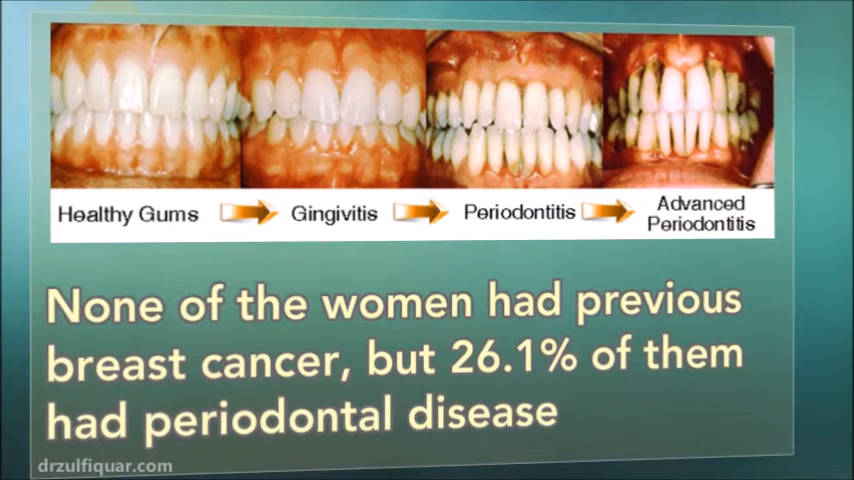 Healthy Gums
Gingivitis
Periodontitis
Advanced
Periodontitis
None of the women had previous
breast cancer, but 26.1% of them
had periodontal disease
drzulfiquar.com